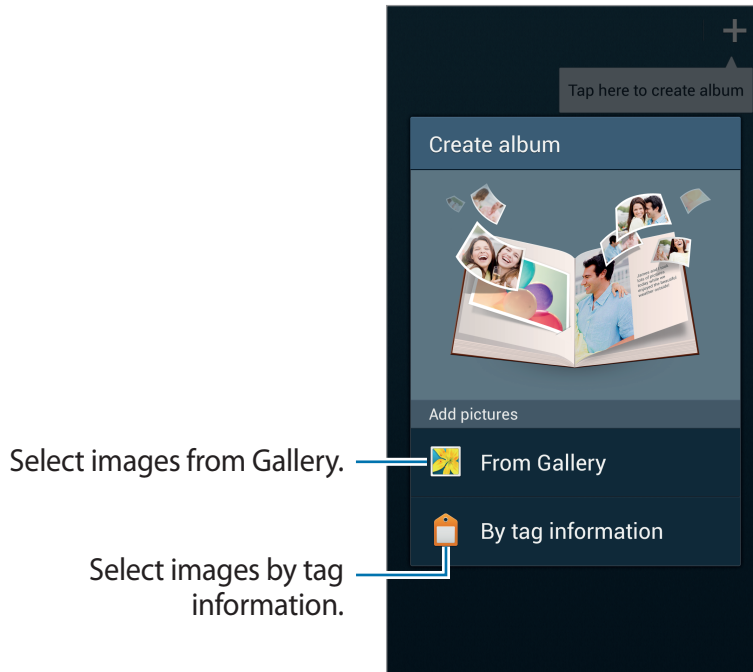 Tap here to create album
Create album
Add pictures
Select images from Gallery.
From Gallery
By tag information
Select images by tag
information.